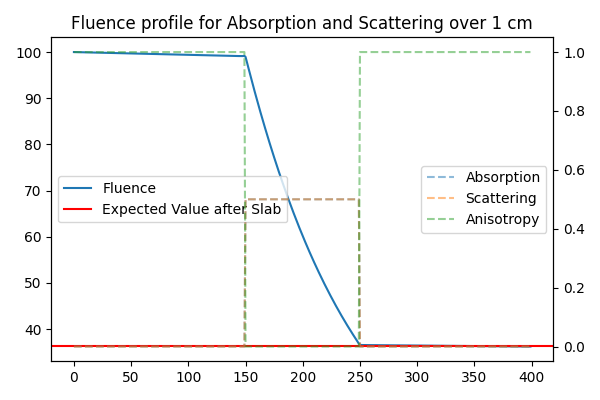 Fluence profile for Absorption and Scattering over 1 cm
100
90
80
70
60
50
40
1.0
0.8
0.6
0.4
0.2
0.0
Fluence
Expected Value after Slab
Absorption
Scattering
Anisotropy
0 50 100 150 200 250 300 350 400